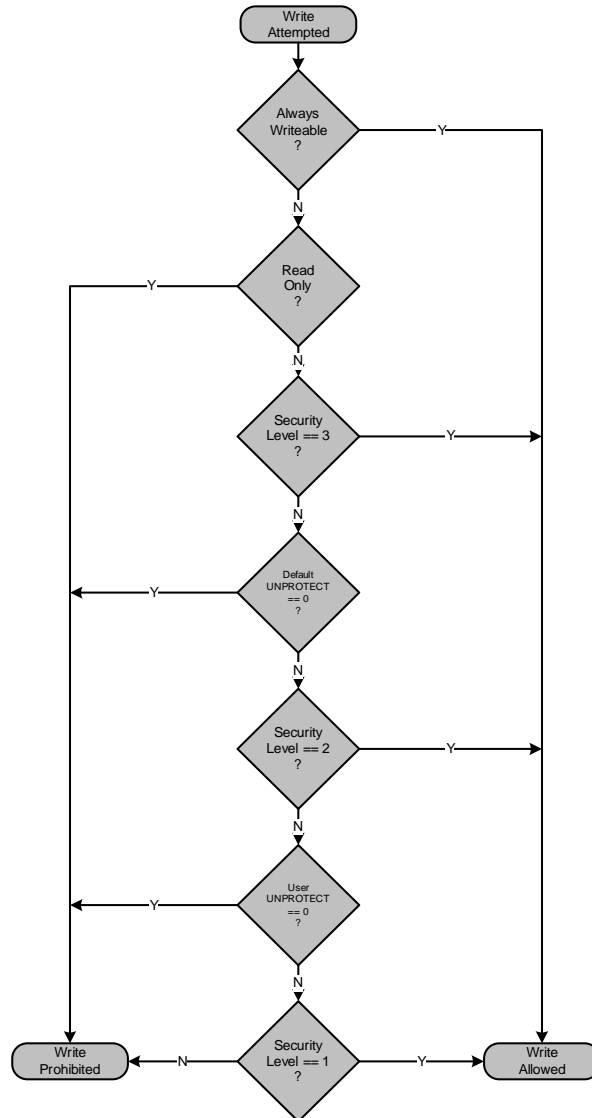 Write
Attempted
Always
Writeable
?
Y
N
Read
Only
?
Y
N
Security
Level == 3
?
Y
N
Default
UNPROTECT
== 0
?
Y
N
Security
Level == 2
?
Y
N
User
UNPROTECT
== 0
?
Y
N
Write
Prohibited
N
Security
Level == 1
?
Y
Write
Allowed